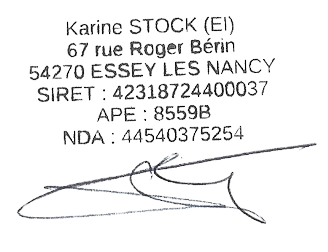 Karine STOCK (EI)
67 rue Roger Bérin
54270 ESSEY LES NANCY
SIRET : 42318724400037
APE : 8559B
NDA : 44540375254